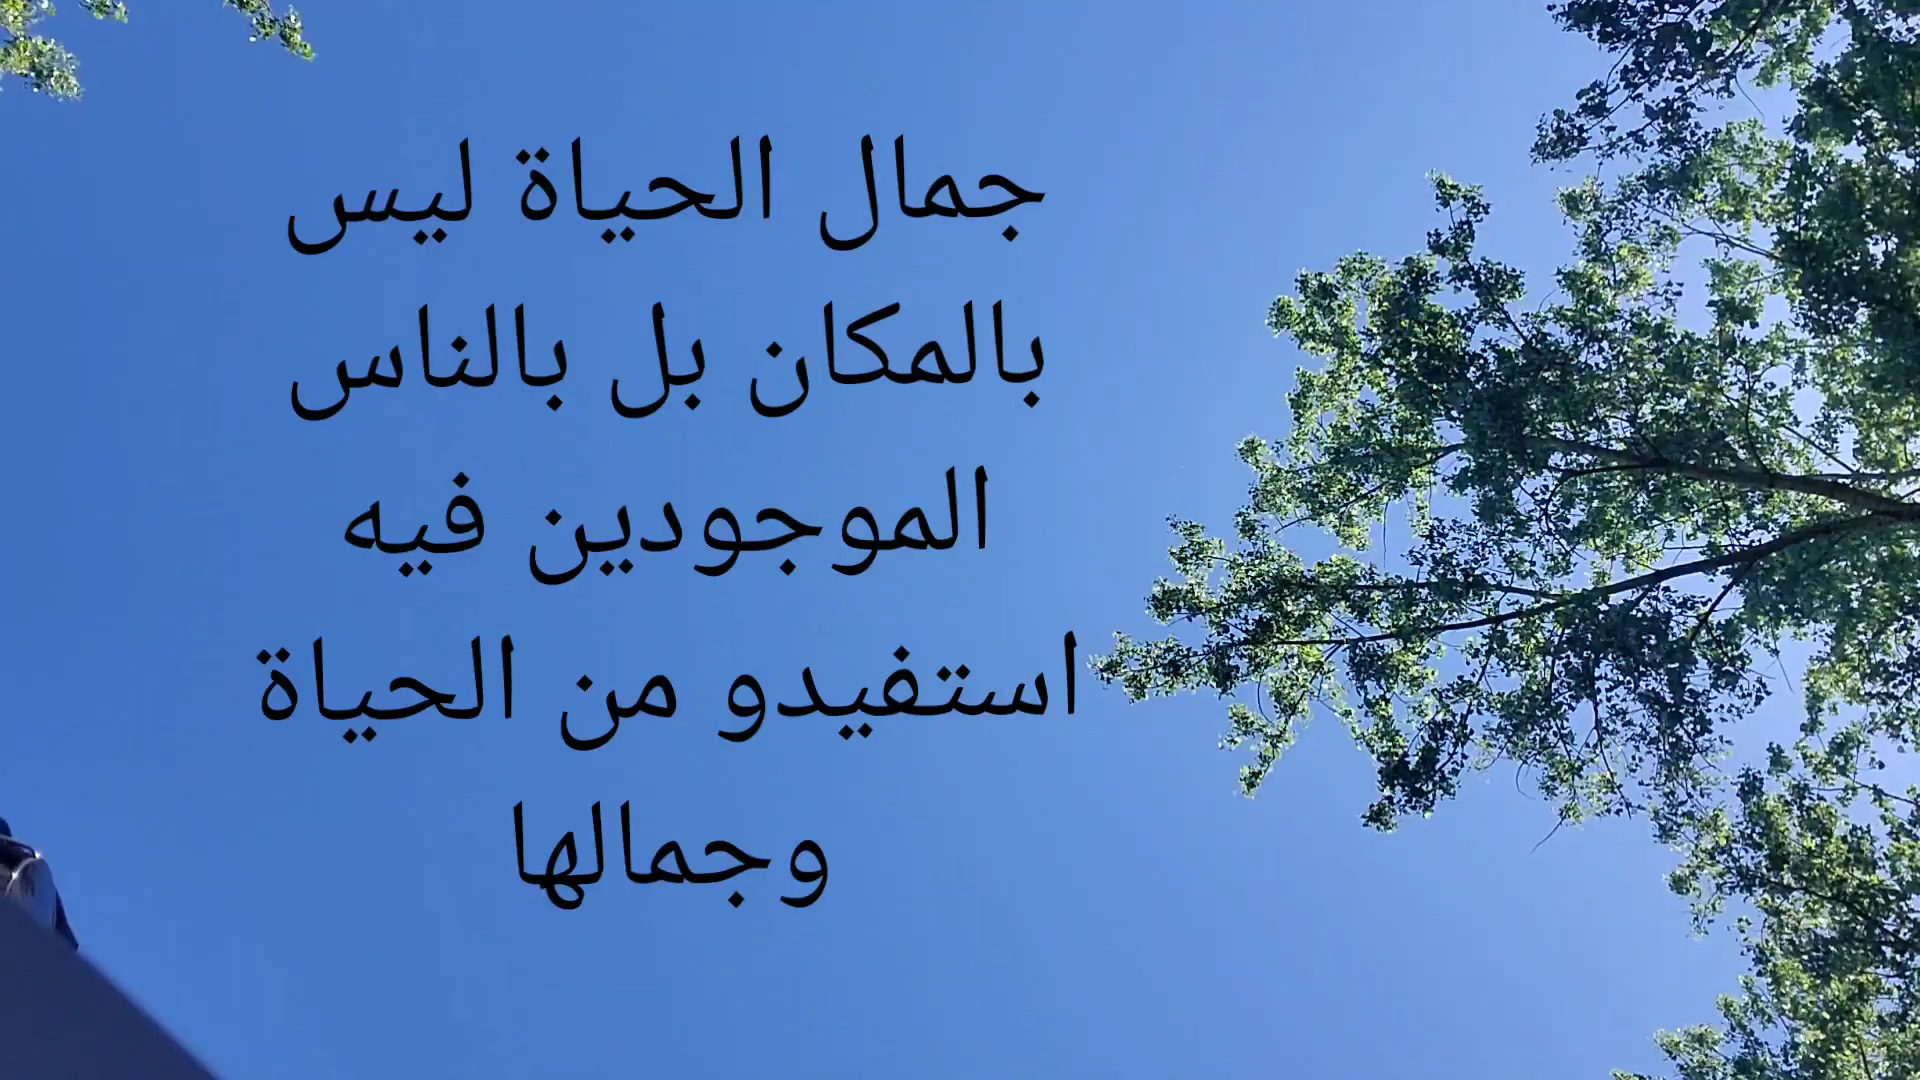 جمال الحياة ليس
بالمكان بل بالناس
الموجودين فيه
استفيدو من الحياة
وجمالها